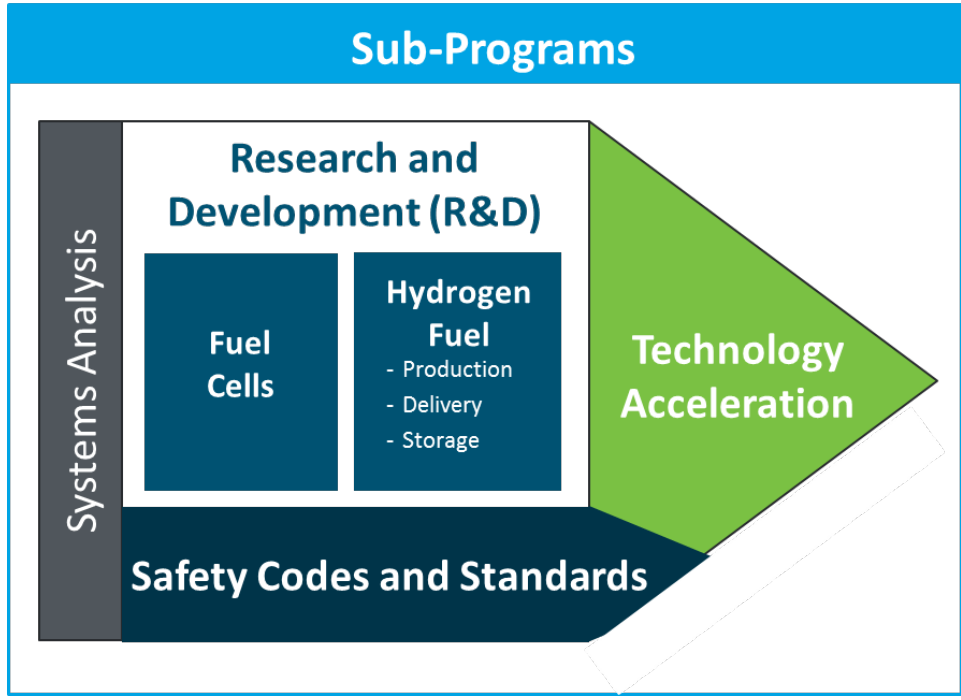 Sub-Programs
Systems Analysis
Research and
Development (R&D)
Fuel
Cells
Hydrogen
Fuel
- Production
- Delivery
- Storage
Technology
Acceleration
Safety Codes and Standards